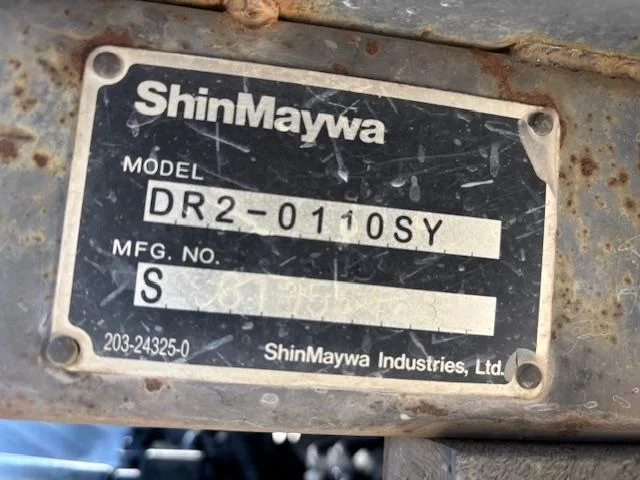 ShinMaywa
MODEL
DR2-0110SY
MFG. NO.
S
203-24325-0
ShinMaywa Industries, Ltd.